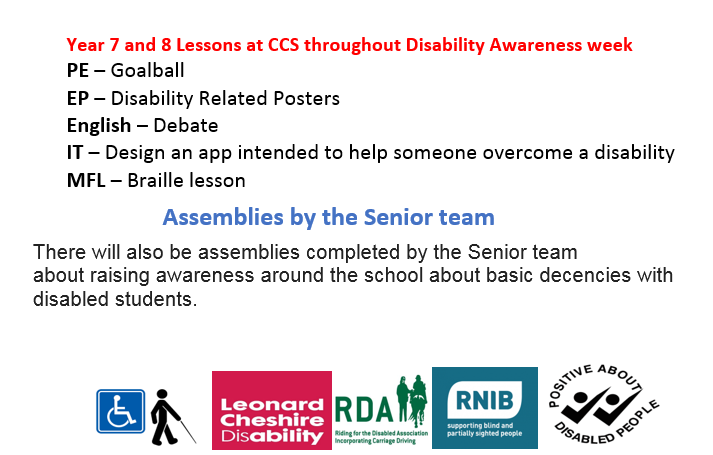 Year 7 and 8 Lessons at CCS throughout Disability Awareness week
PE – Goalball
EP – Disability Related Posters
English – Debate
IT – Design an app intended to help someone overcome a disability
MFL – Braille lesson
Assemblies by the Senior team
There will also be assemblies completed by the Senior team
about raising awareness around the school about basic decencies with
disabled students.
Leonard
Cheshire
Disability
RDA
Riding for the Disabled Association
Incorporating Carriage Driving
RNIB
supporting blind and
partially sighted people
POSITIVE ABOUT
DISABLED PEOPLE